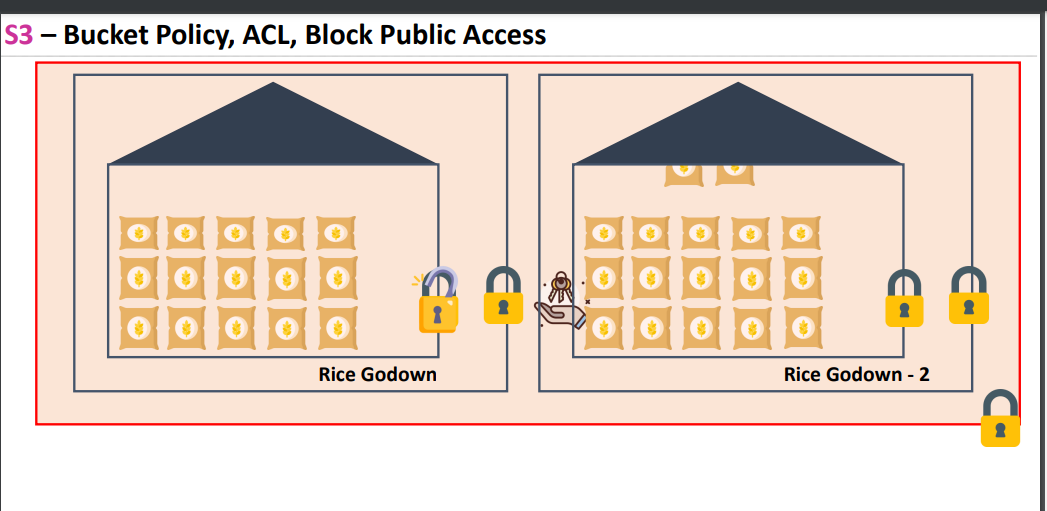 S3 – Bucket Policy, ACL, Block Public Access
Rice Godown
Rice Godown - 2